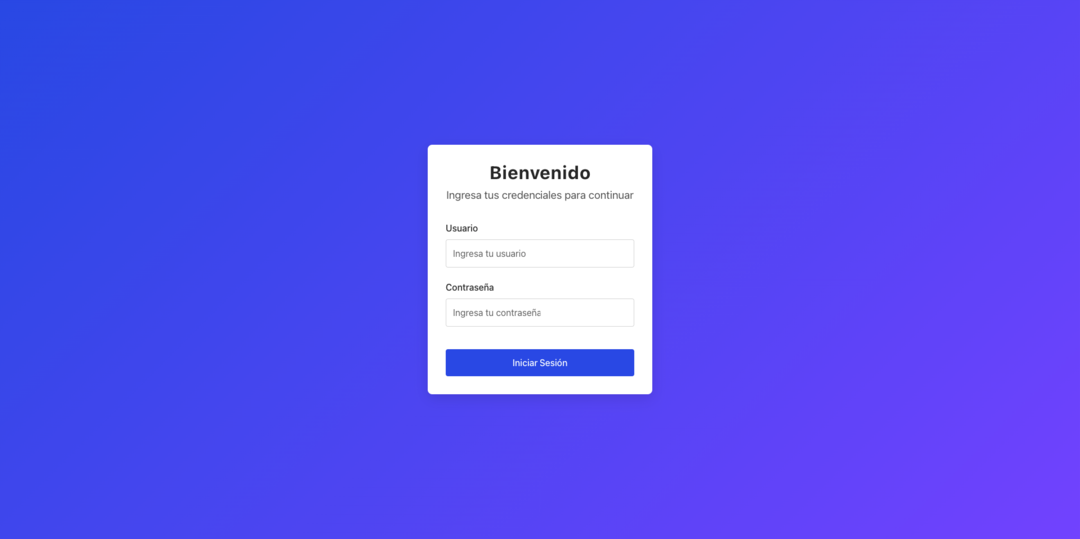 Bienvenido
Ingresa tus credenciales para continuar
Usuario
Ingresa tu usuario
Contraseña
Ingresa tu contraseña
Iniciar Sesión